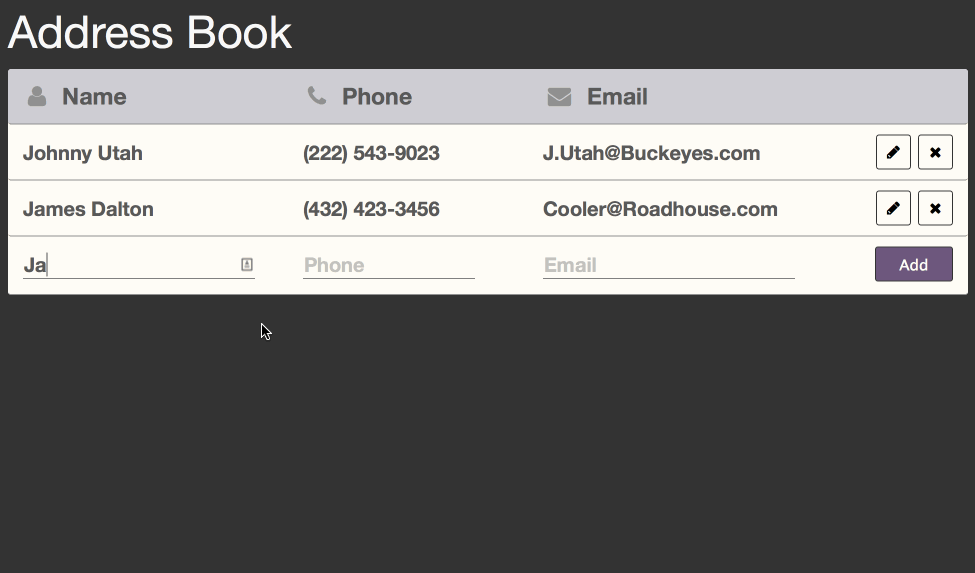 Address Book
Name Phone Email
Johnny Utah (222) 543-9023 J.Utah@Buckeyes.com
James Dalton (432) 423-3456 Cooler@Roadhouse.com
Ja Phone Email Add